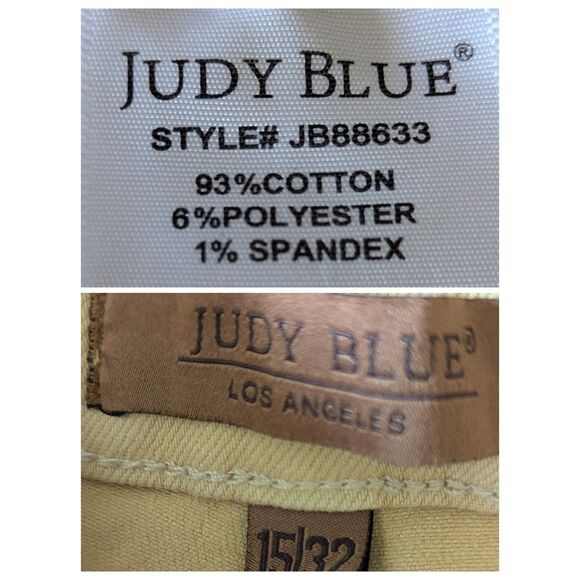 JUDY BLUE®
STYLE# JB88633
93%COTTON
6%POLYESTER
1% SPANDEX
JUDY BLUE®
LOS ANGELES
15/32